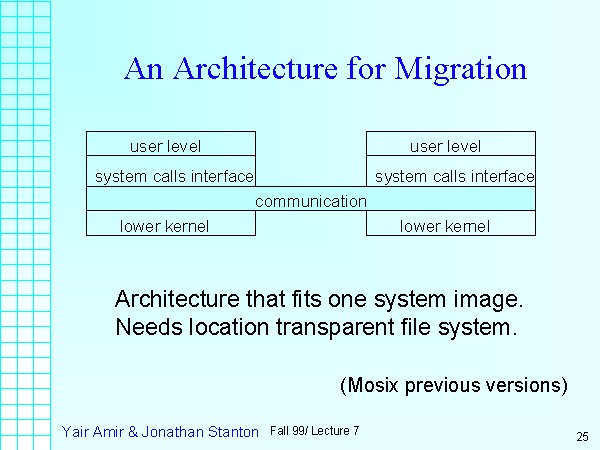 An Architecture for Migration
user level
user level
system calls interface
system calls interface
communication
lower kernel
lower kernel
Architecture that fits one system image.
Needs location transparent file system.
(Mosix previous versions)
Yair Amir & Jonathan Stanton
Fall 99/ Lecture 7
25